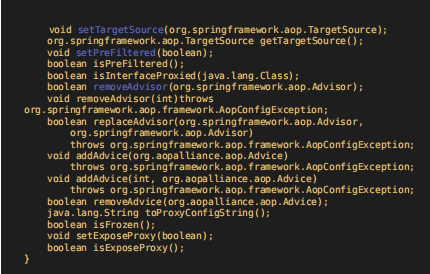 void setTargetSource(org.springframework.aop.TargetSource);
org.springframework.aop.TargetSource getTargetSource();
void setPreFiltered(boolean);
boolean isPreFiltered();
boolean isInterfaceProxied(java.lang.Class);
boolean removeAdvisor(org.springframework.aop.Advisor);
void removeAdvisor(int)throws
org.springframework.aop.framework.AopConfigException;
boolean replaceAdvisor(org.springframework.aop.Advisor,
org.springframework.aop.Advisor)
throws org.springframework.aop.framework.AopConfigException;
void addAdvice(org.aopalliance.aop.Advice)
throws org.springframework.aop.framework.AopConfigException;
void addAdvice(int, org.aopalliance.aop.Advice)
throws org.springframework.aop.framework.AopConfigException;
boolean removeAdvice(org.aopalliance.aop.Advice);
java.lang.String toProxyConfigString();
boolean isFrozen();
void setExposeProxy(boolean);
boolean isExposeProxy();
}